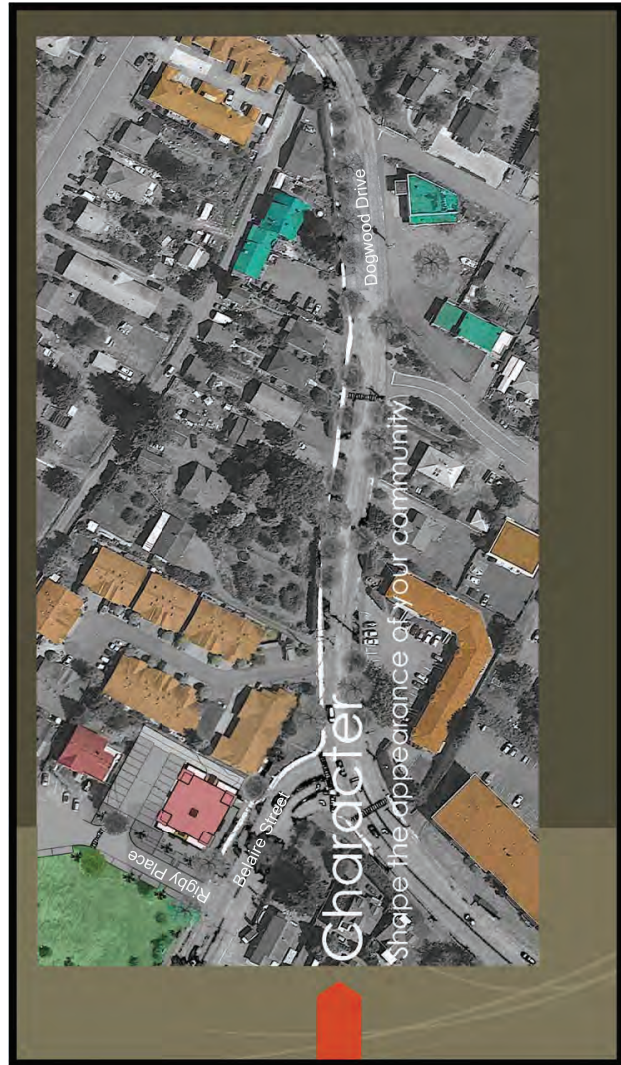 Character
Shape the appearance of your community
Rigby Place
Belaire Street
Dogwood Drive